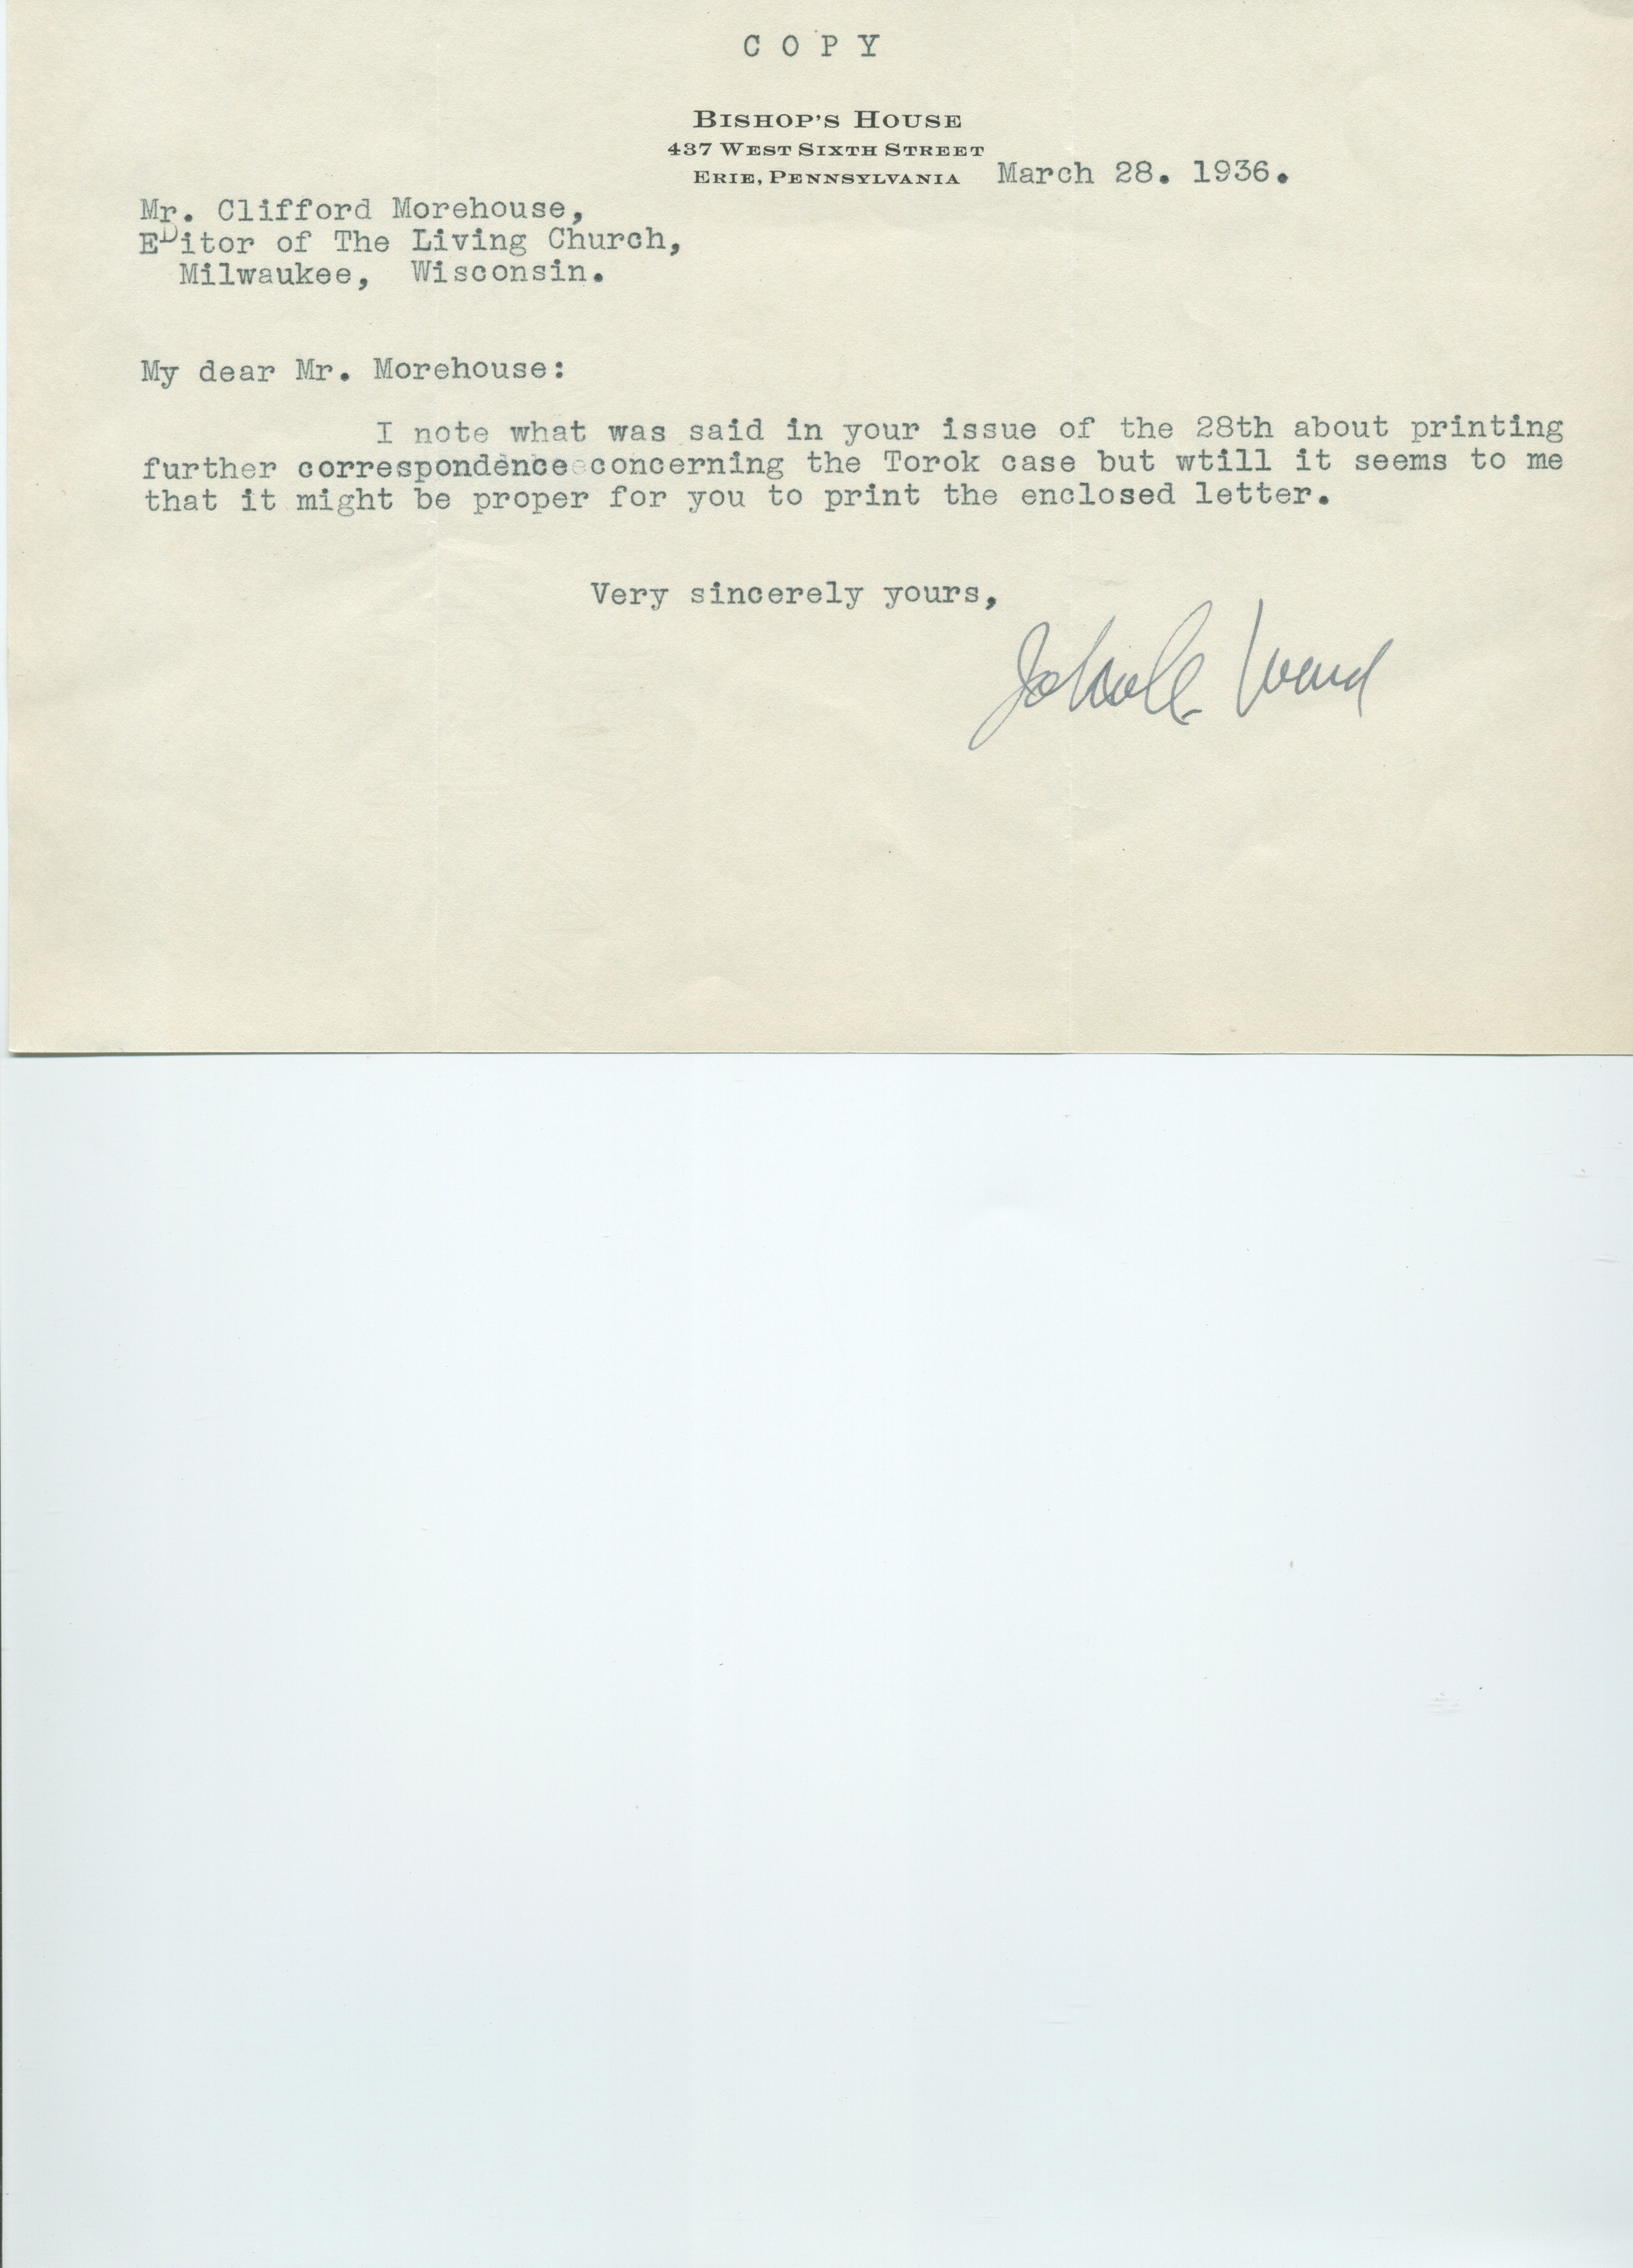 C O P Y
BISHOP'S HOUSE
437 WEST SIXTH STREET
ERIE, PENNSYLVANIA March 28. 1936.
Mr. Clifford Morehouse,
EDitor of The Living Church,
Milwaukee, Wisconsin.
My dear Mr. Morehouse:
I note what was said in your issue of the 28th about printing
further correspondence concerning the Torok case but wtill it seems to me
that it might be proper for you to print the enclosed letter.
Very sincerely yours,
John C. Ward